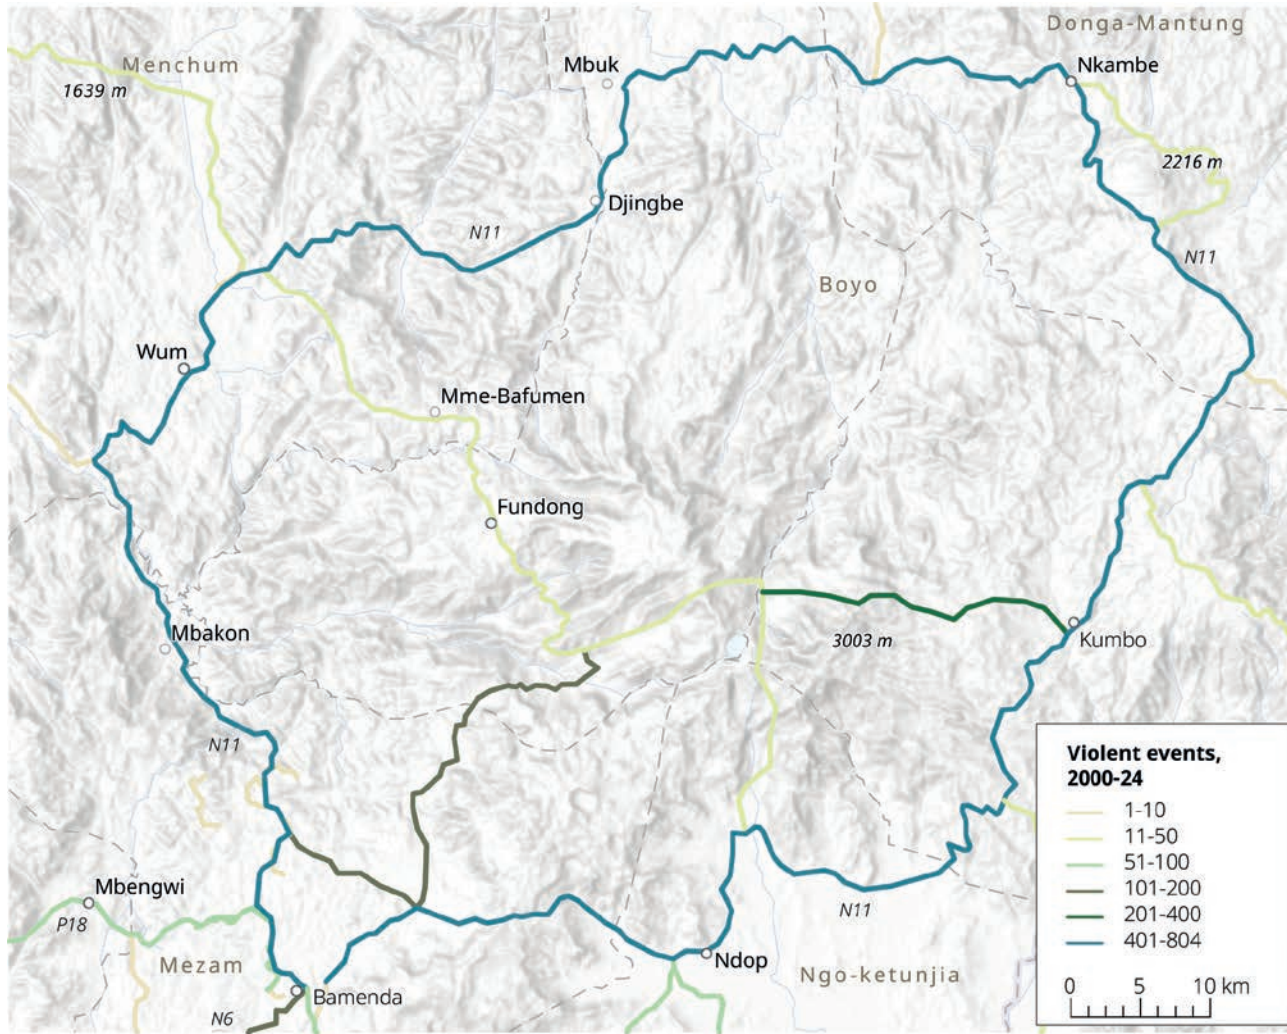 Donga-Mantung
Menchum
Mbuk
Nkambe
1639 m
2216 m
Djingbe
N11
N11
Boyo
Wum
Mme-Bafumen
Fundong
Mbakon
3003 m
Kumbo
N11
Violent events,
2000-24
1-10
11-50
51-100
101-200
201-400
401-804
0 5 10 km
Mbengwi
P18
N11
Mezam
Ndop
Ngo-ketunjia
Bamenda
N6